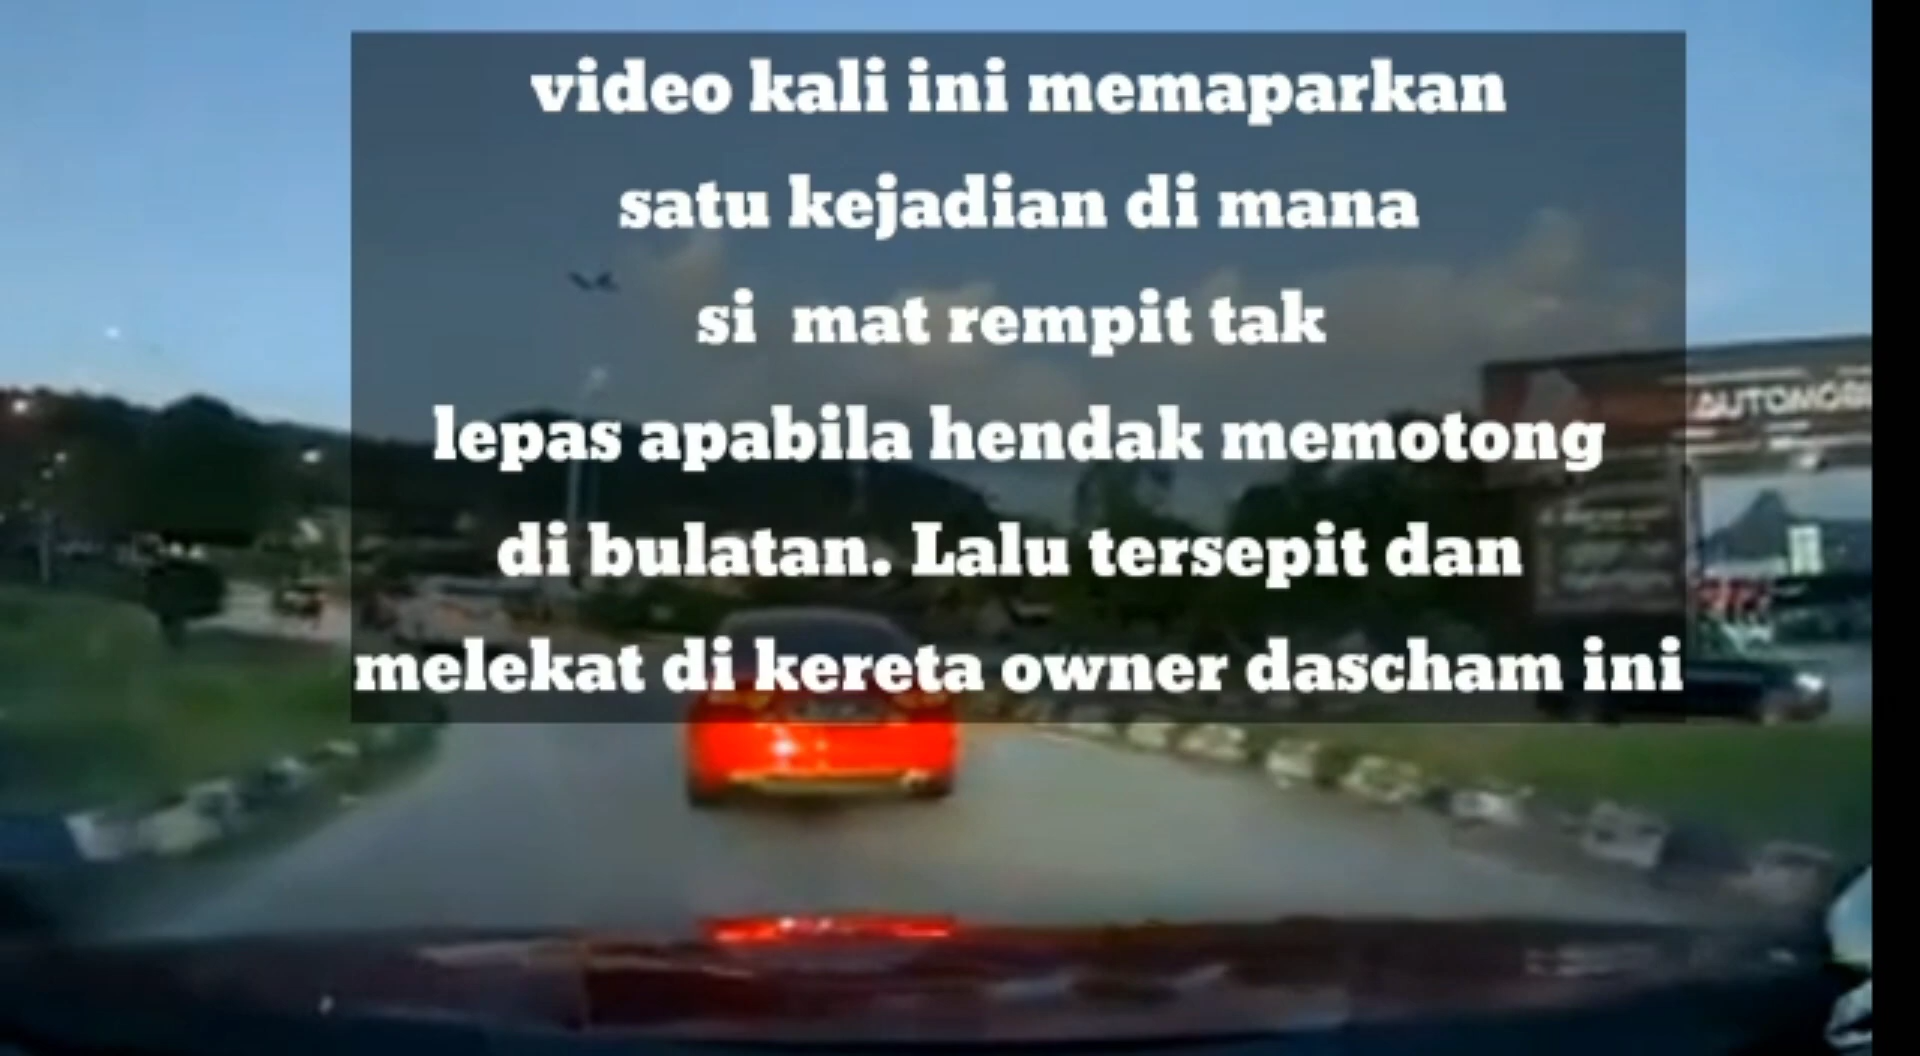 video kali ini memaparkan
satu kejadian di mana
si mat rempit tak
lepas apabila hendak memotong
di bulatan. Lalu tersepit dan
melekat di kereta owner dascham ini